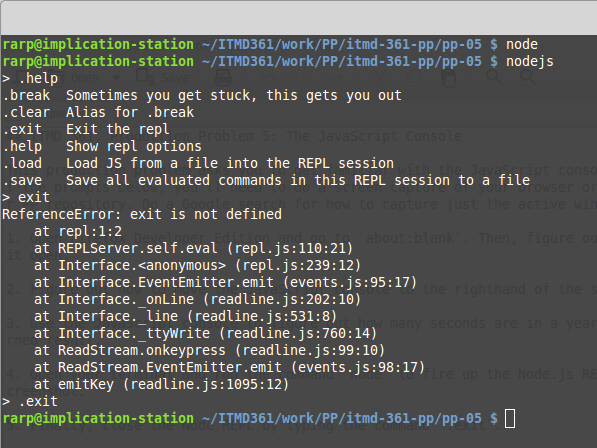 rarp@implication-station ~/ITMD361/work/PP/itmd-361-pp/pp-05 $ node
rarp@implication-station ~/ITMD361/work/PP/itmd-361-pp/pp-05 $ nodejs
> .help
.break  Sometimes you get stuck, this gets you out
.clear  Alias for .break
.exit   Exit the repl
.help   Show repl options
.load   Load JS from a file into the REPL session
.save   Save all evaluated commands in this REPL session to a file
> exit
ReferenceError: exit is not defined
    at repl:1:2
    at REPLServer.self.eval (repl.js:110:21)
    at Interface.<anonymous> (repl.js:239:12)
    at Interface.EventEmitter.emit (events.js:95:17)
    at Interface._onLine (readline.js:202:10)
    at Interface._line (readline.js:531:8)
    at Interface._ttyWrite (readline.js:760:14)
    at ReadStream.onkeypress (readline.js:99:10)
    at ReadStream.EventEmitter.emit (events.js:98:17)
    at emitKey (readline.js:1095:12)
> .exit
rarp@implication-station ~/ITMD361/work/PP/itmd-361-pp/pp-05 $